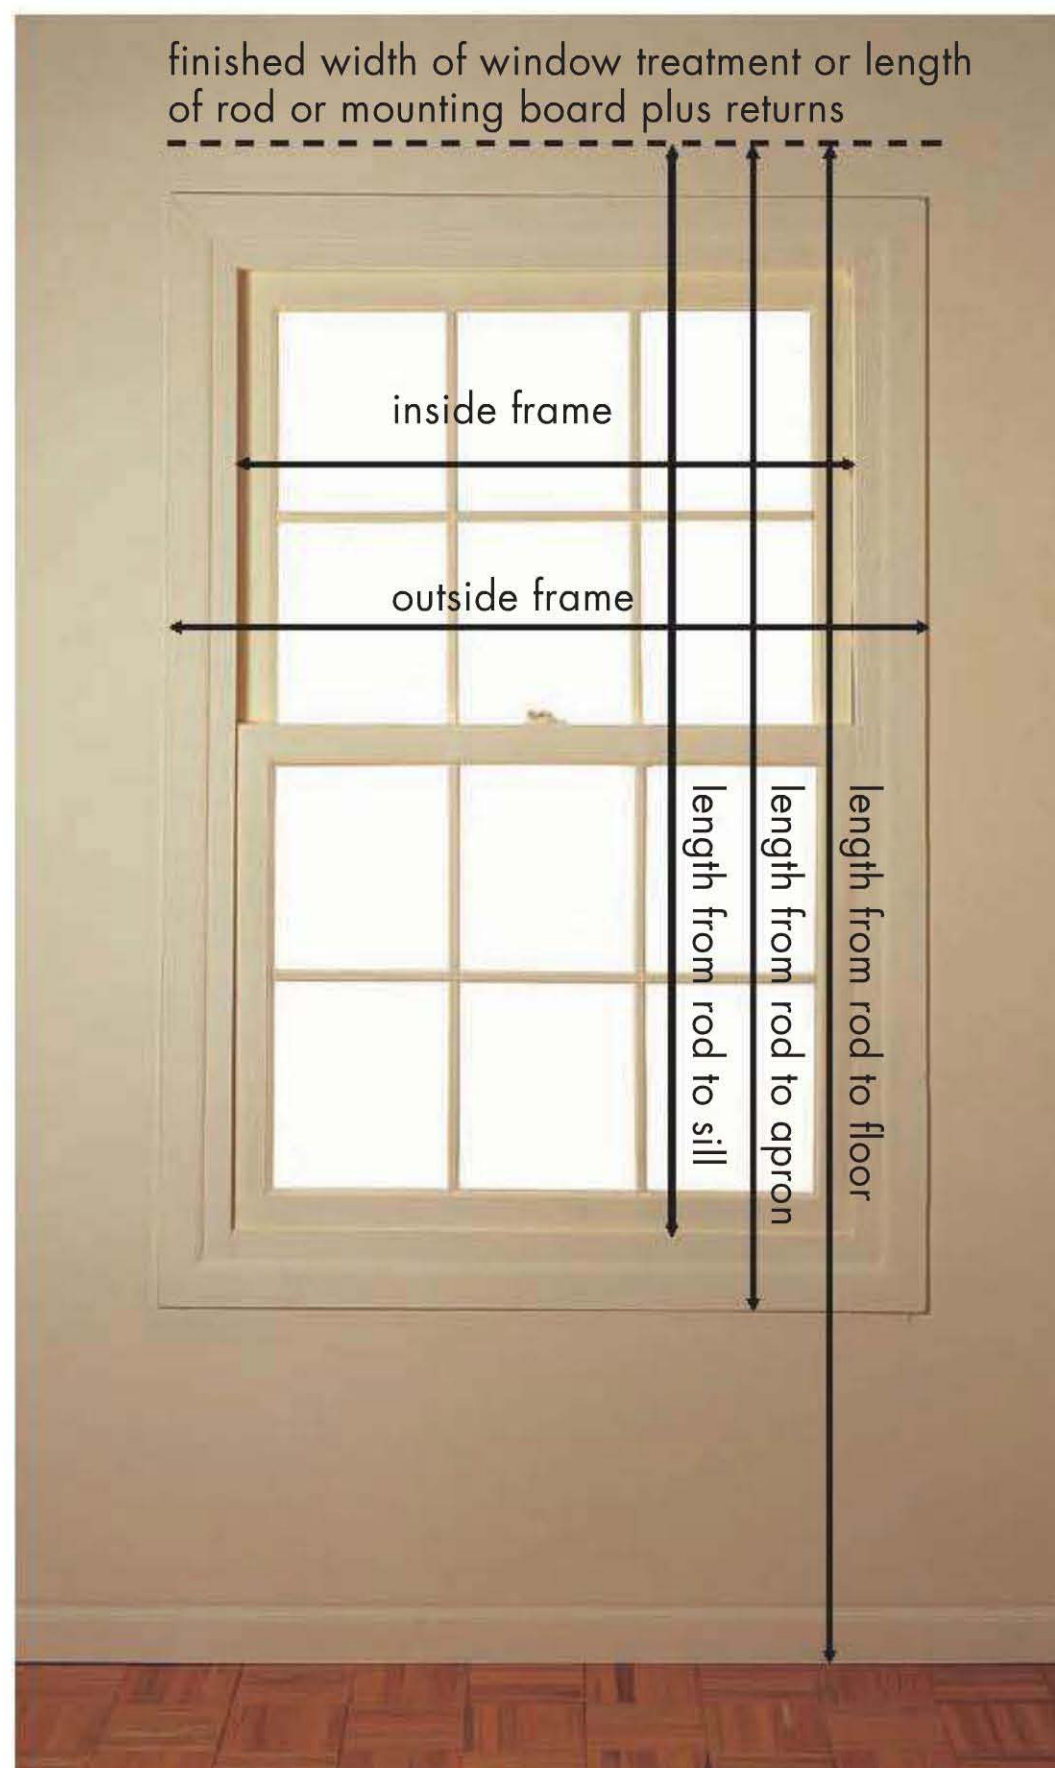 finished width of window treatment or length
of rod or mounting board plus returns
inside frame
outside frame
length from rod to sill
length from rod to apron
length from rod to floor